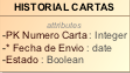 HISTORIAL CARTAS
attributes
-PK Numero Carta : Integer
-* Fecha de Envio : date
-Estado : Boolean